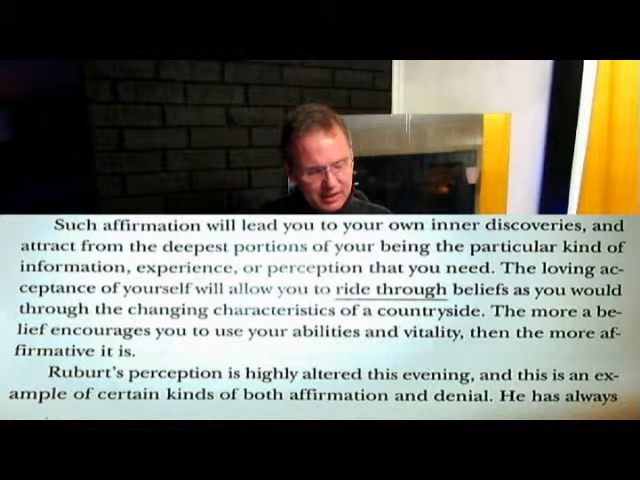 Such affirmation will lead you to your own inner discoveries, and
attract from the deepest portions of your being the particular kind of
information, experience, or perception that you need. The loving ac-
ceptance of yourself will allow you to ride through beliefs as you would
through the changing characteristics of a countryside. The more a be-
lief encourages you to use your abilities and vitality, then the more af-
firmative it is.
Ruburt's perception is highly altered this evening, and this is an ex-
ample of certain kinds of both affirmation and denial. He has always